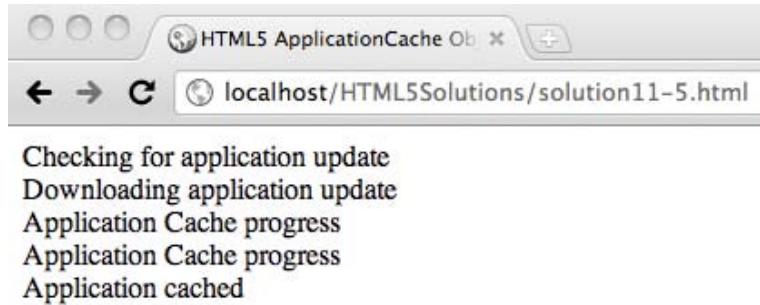 HTML5 ApplicationCache Ob
localhost/HTML5Solutions/solution11-5.html
Checking for application update
Downloading application update
Application Cache progress
Application Cache progress
Application cached